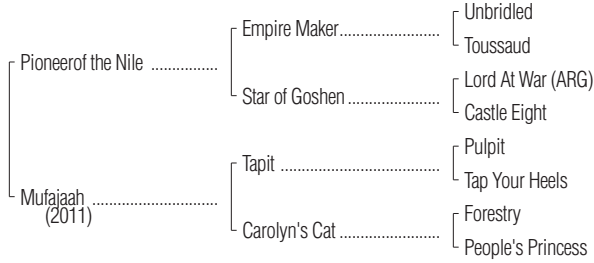 Unbridled
Empire Maker
Toussaud
Pioneerof the Nile
Lord At War (ARG)
Star of Goshen
Castle Eight
Pulpit
Tapit
Tap Your Heels
Mufajaah
(2011)
Forestry
Carolyn's Cat
People's Princess